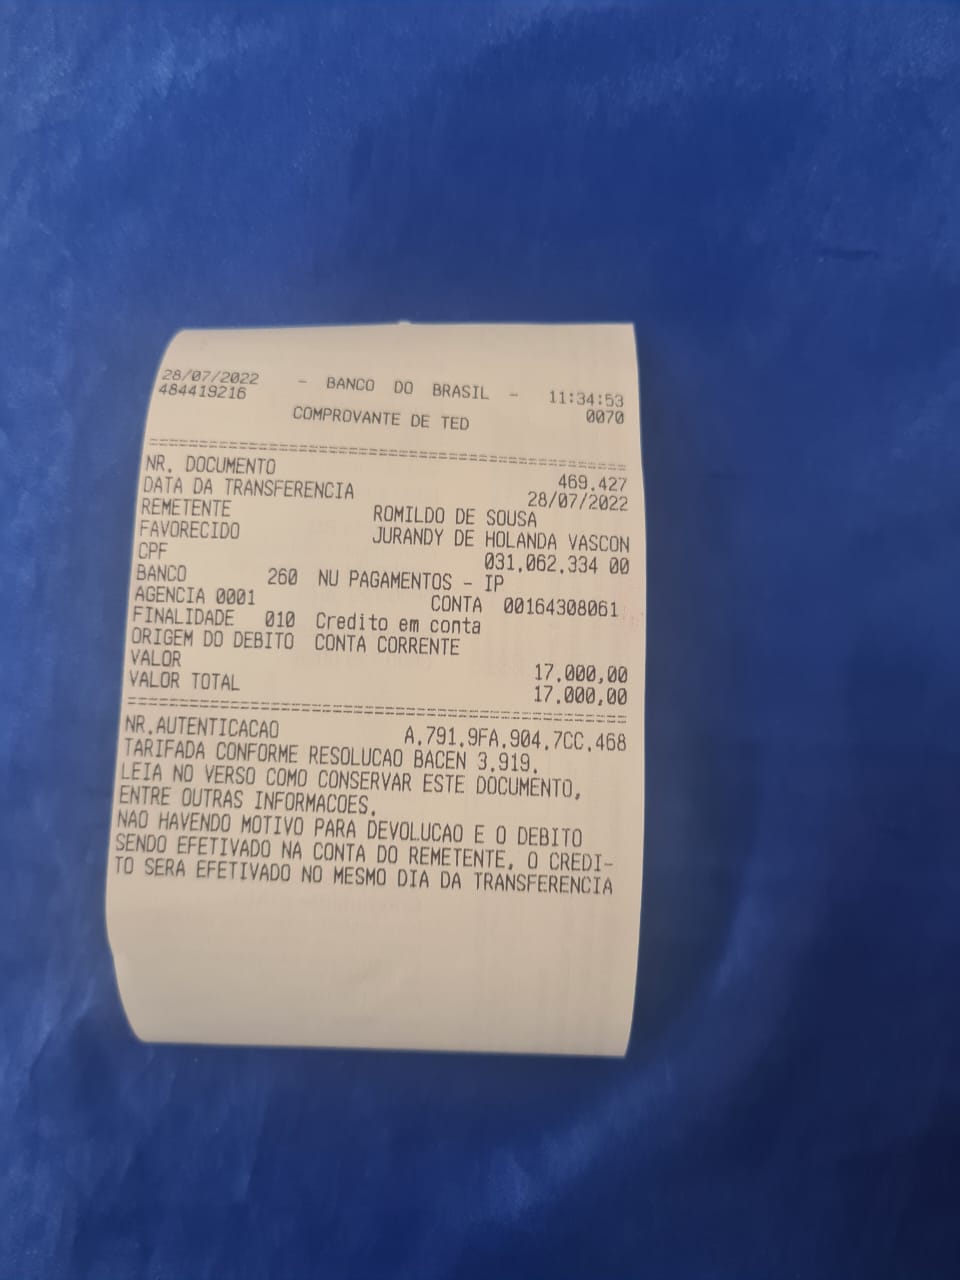 28/07/2022 - BANCO DO BRASIL - 11:34:53
484419216 0070
COMPROVANTE DE TED
NR. DOCUMENTO 469.427
DATA DA TRANSFERENCIA 28/07/2022
REMETENTE ROMILDO DE SOUSA
FAVORECIDO JURANDY DE HOLANDA VASCON
CPF 031.062.334 00
BANCO 260 NU PAGAMENTOS - IP
AGENCIA 0001 CONTA 00164308061
FINALIDADE 010 Credito em conta
ORIGEM DO DEBITO CONTA CORRENTE
VALOR 17.000,00
VALOR TOTAL 17.000,00
NR.AUTENTICACAO A.791.9FA.904.7CC.468
TARIFADA CONFORME RESOLUCAO BACEN 3.919.
LEIA NO VERSO COMO CONSERVAR ESTE DOCUMENTO,
ENTRE OUTRAS INFORMACOES.
NAO HAVENDO MOTIVO PARA DEVOLUCAO E O DEBITO
SENDO EFETIVADO NA CONTA DO REMETENTE, O CREDI-
TO SERA EFETIVADO NO MESMO DIA DA TRANSFERENCIA